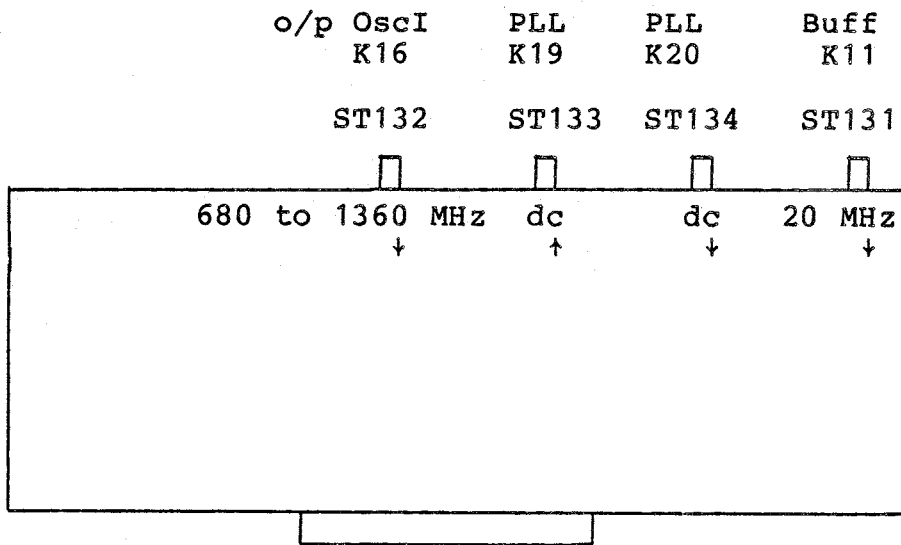 o/p OscI PLL PLL Buff
K16 K19 K20 K11
ST132 ST133 ST134 ST131
680 to 1360 MHz dc dc 20 MHz
↓ ↑ ↓ ↓